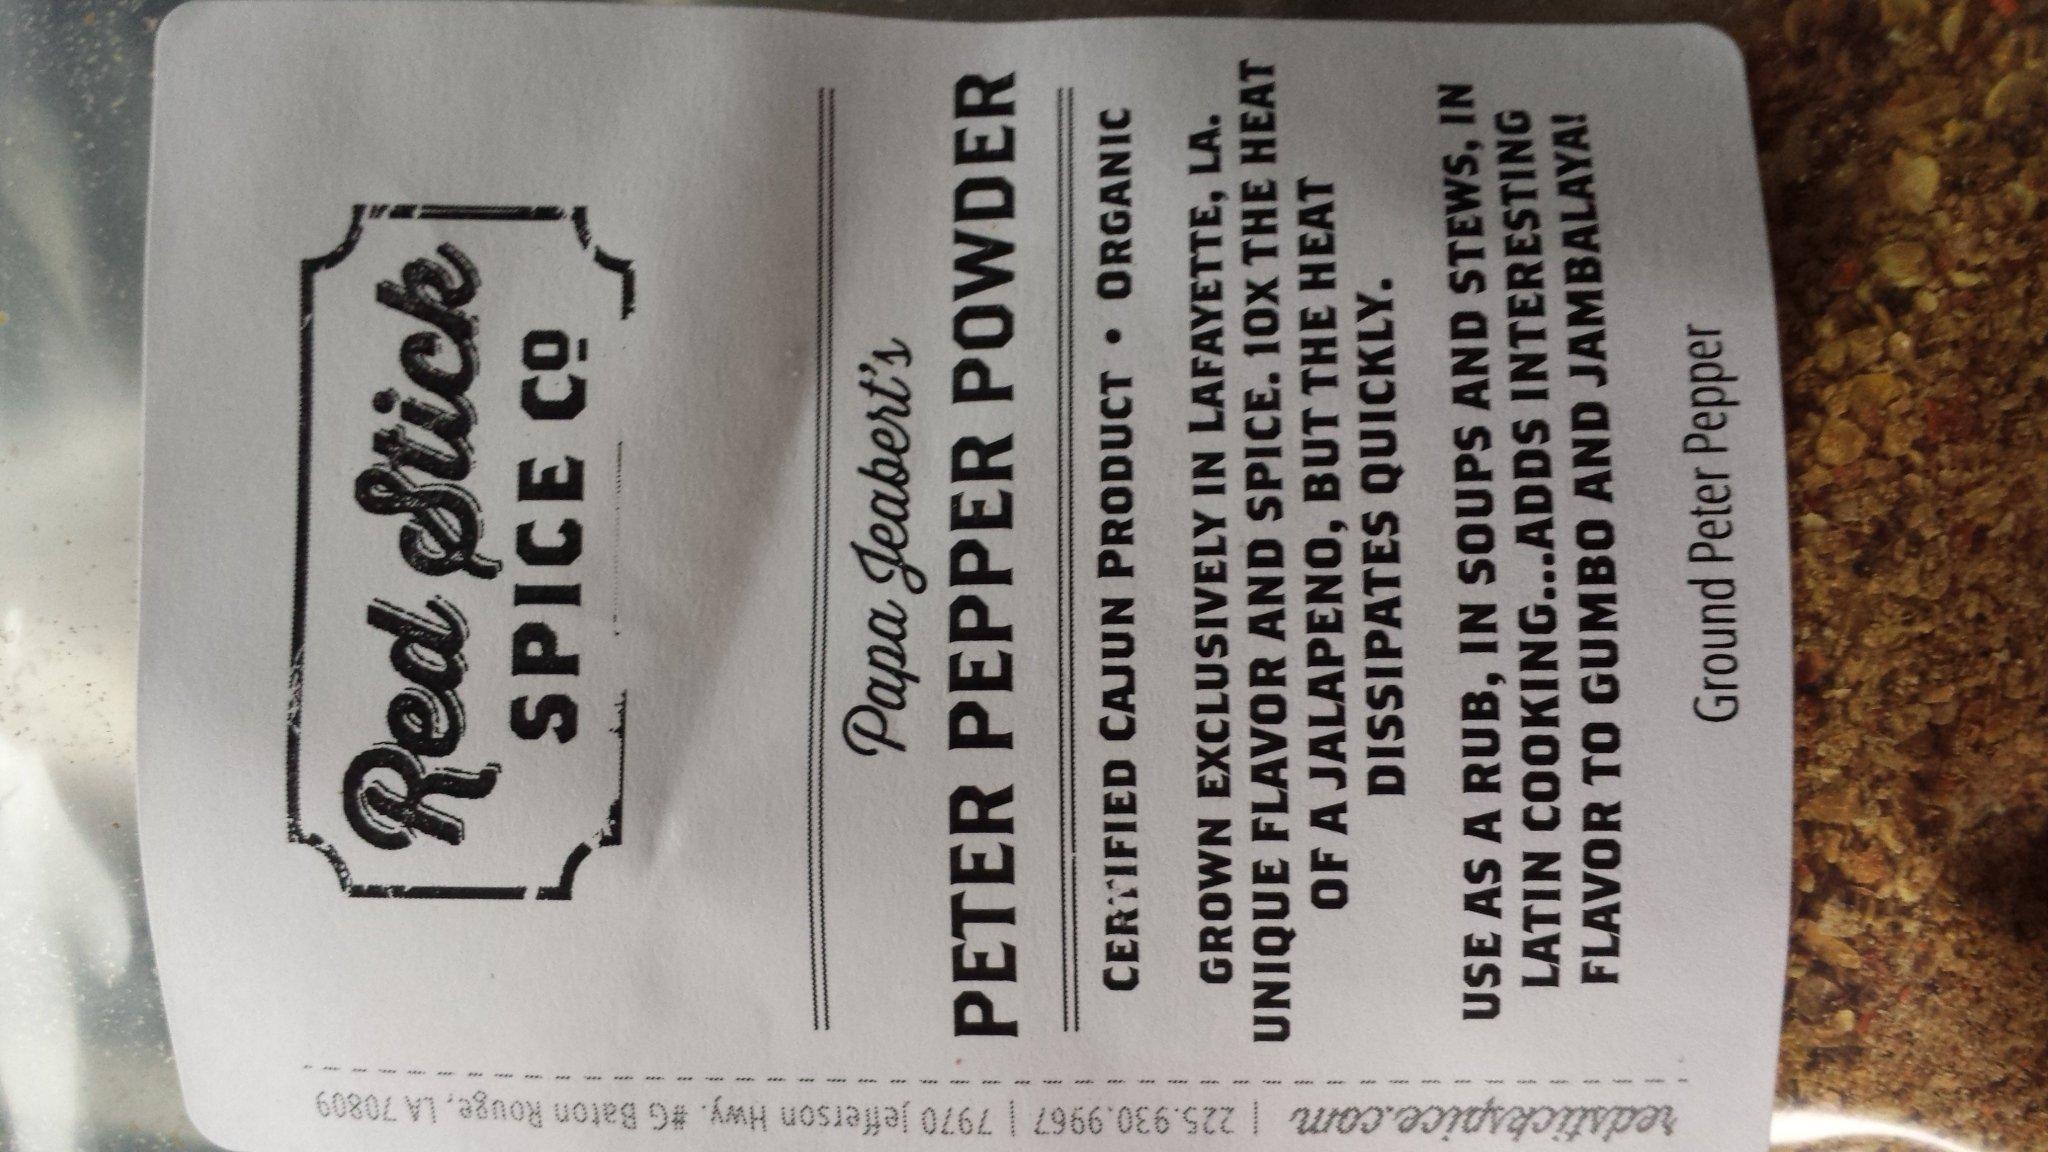 Red Stick
SPICE CO
Papa Jeabert's
PETER PEPPER POWDER
CERTIFIED CAJUN PRODUCT • ORGANIC
GROWN EXCLUSIVELY IN LAFAYETTE, LA.
UNIQUE FLAVOR AND SPICE. 10X THE HEAT
OF A JALAPENO, BUT THE HEAT
DISSIPATES QUICKLY.
USE AS A RUB, IN SOUPS AND STEWS, IN
LATIN COOKING...ADDS INTERESTING
FLAVOR TO GUMBO AND JAMBALAYA!
Ground Peter Pepper
redstickspice.com | 225.930.9967 | 7970 Jefferson Hwy. #G Baton Rouge, LA 70809